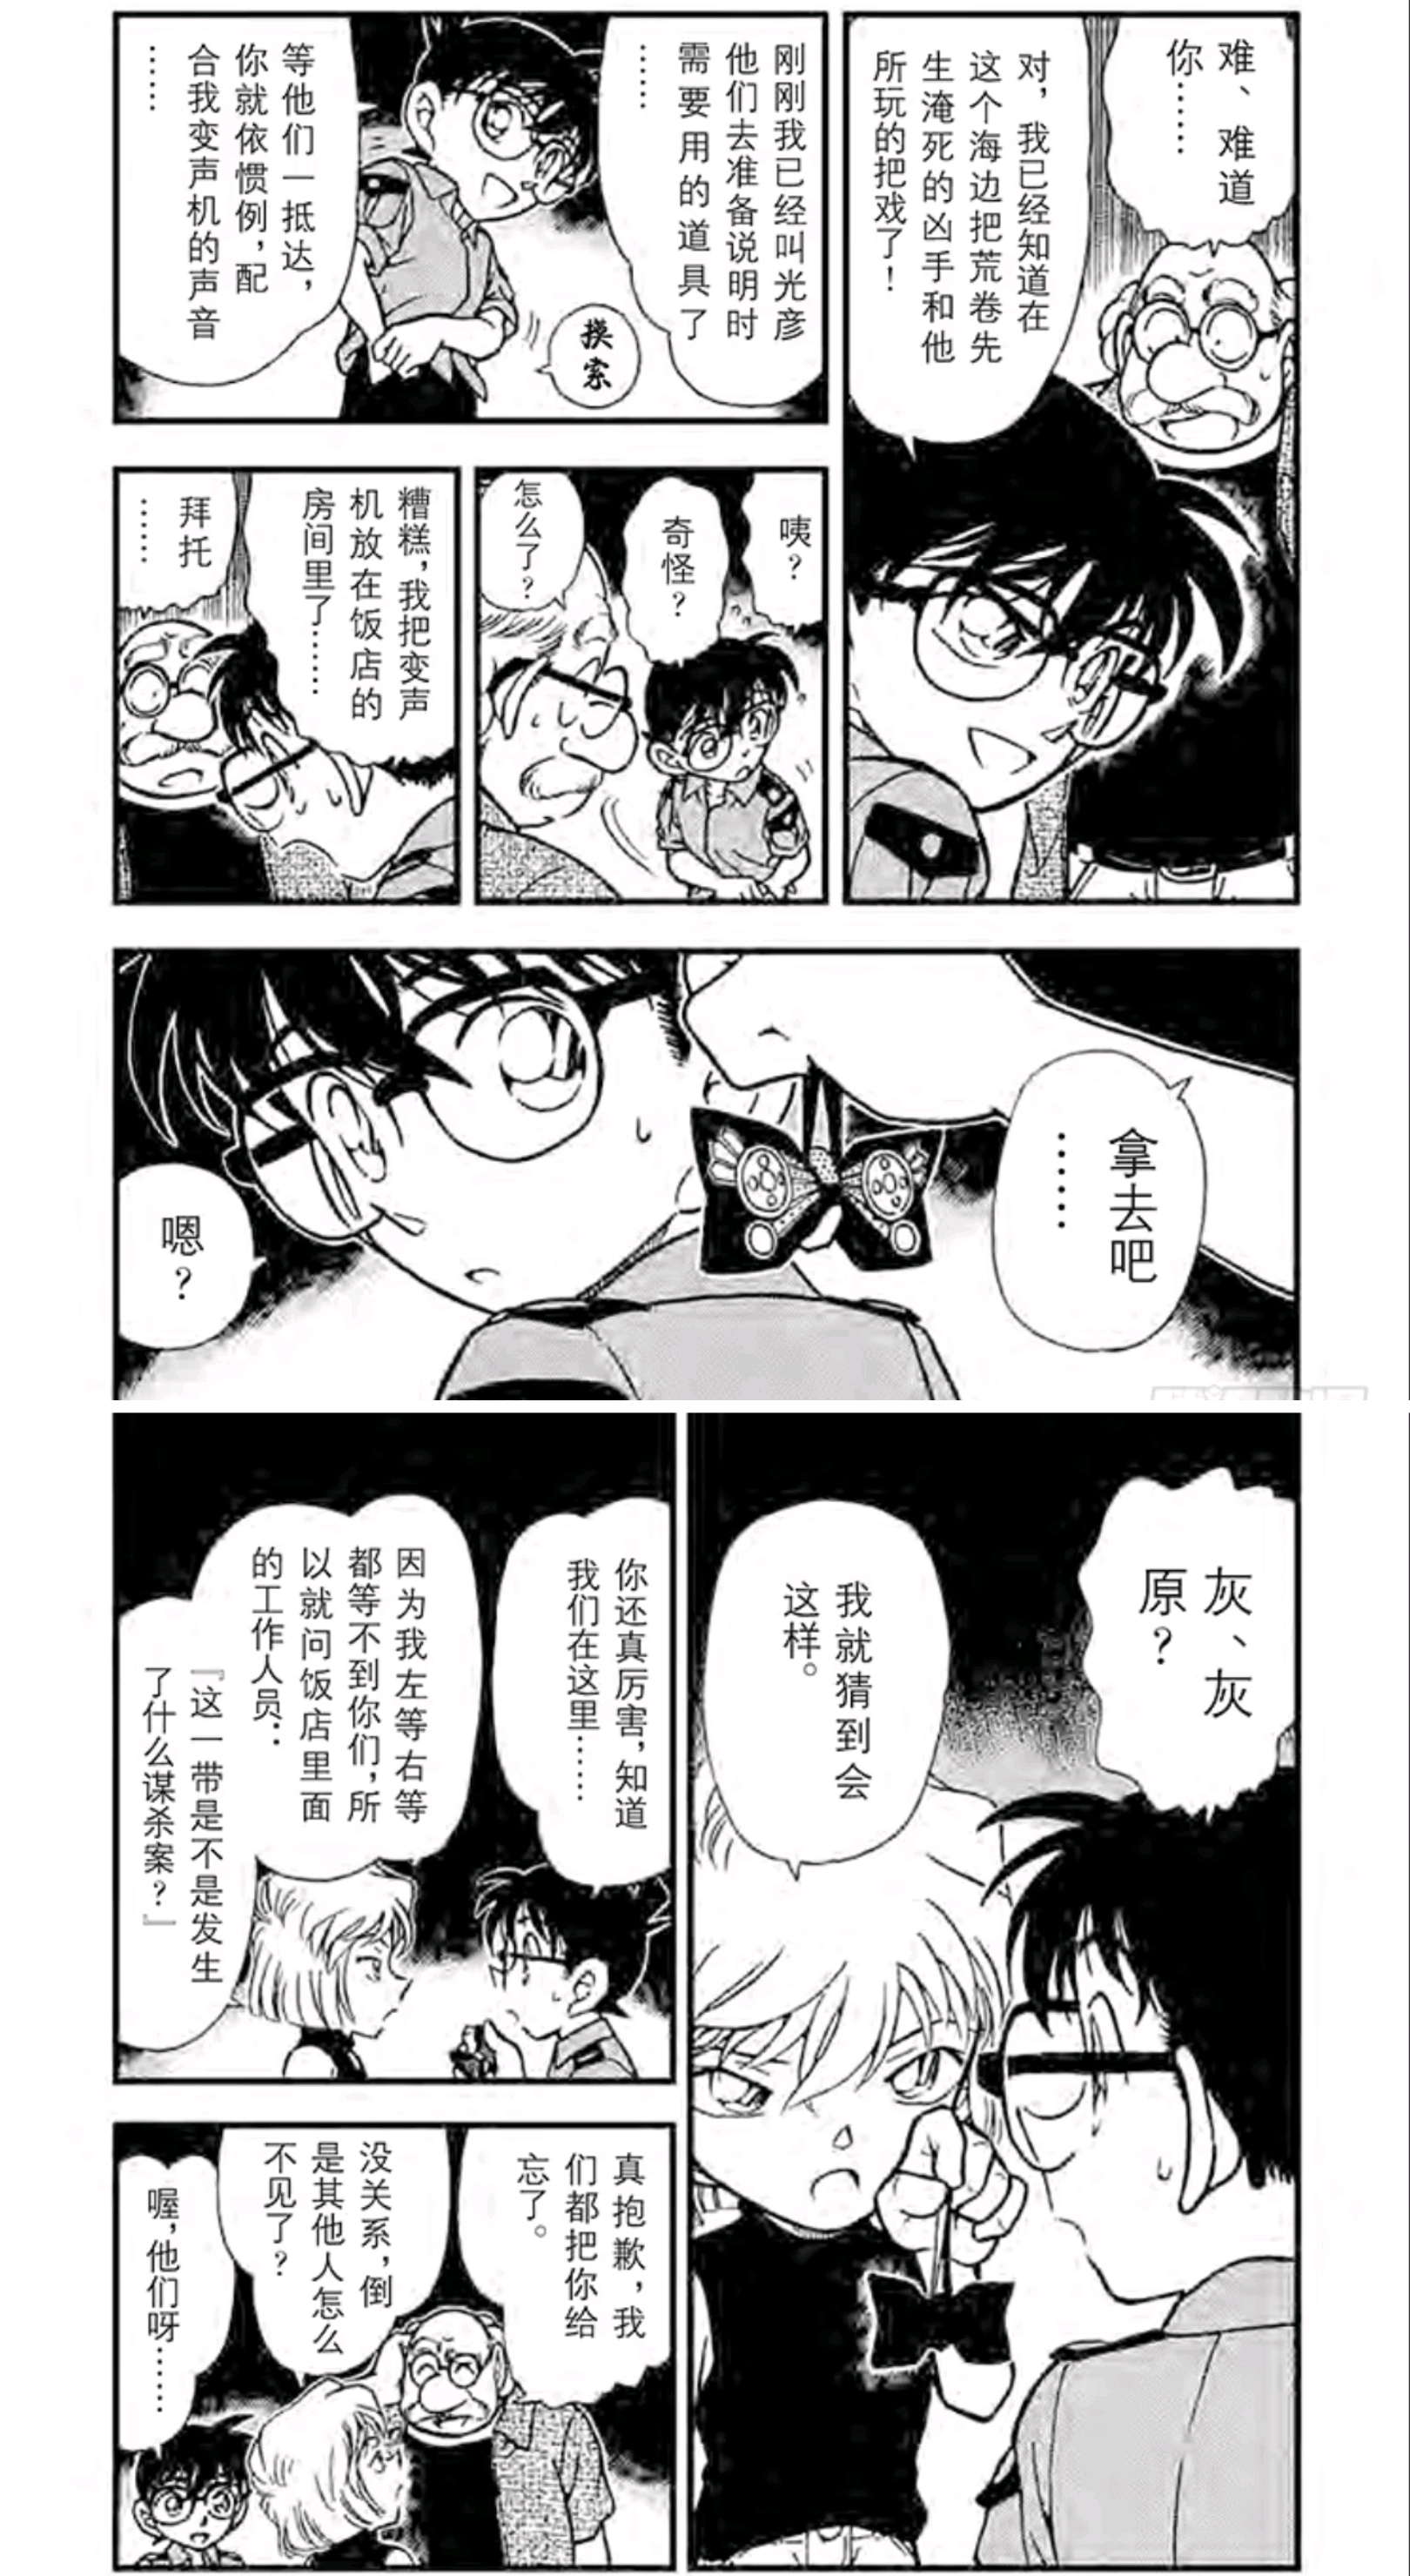 难、难道
你……
对，我已经知道在
这个海边把荒卷先
生淹死的凶手和他
所玩的把戏了！
刚刚我已经叫光彦
他们去准备说明时
需要用的道具了
……
摸索
等他们一抵达，
你就依惯例，配
合我变声机的声音
……
咦？
奇怪？
怎么了？
糟糕，我把变声
机放在饭店的
房间里了……
拜托
……
拿去吧
……
嗯？
灰、灰
原？
我就猜到会
这样。
你还真厉害，知道
我们在这里……
因为我左等右等
都等不到你们，所
以就问饭店里面
的工作人员：
『这一带是不是发生
了什么谋杀案？』
真抱歉，我
们都把你给
忘了。
没关系，倒
是其他人怎么
不见了？
喔，他们呀……